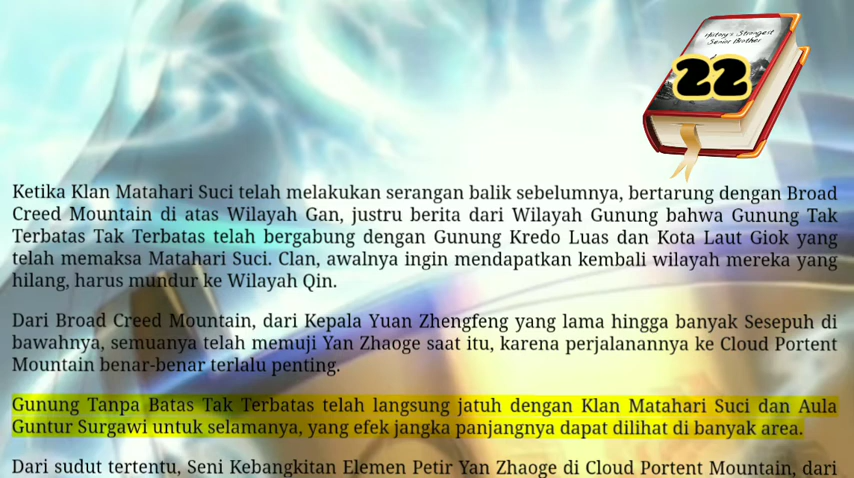 History's Strongest
Senior Brother
22
Ketika Klan Matahari Suci telah melakukan serangan balik sebelumnya, bertarung dengan Broad
Creed Mountain di atas Wilayah Gan, justru berita dari Wilayah Gunung bahwa Gunung Tak
Terbatas Tak Terbatas telah bergabung dengan Gunung Kredo Luas dan Kota Laut Giok yang
telah memaksa Matahari Suci. Clan, awalnya ingin mendapatkan kembali wilayah mereka yang
hilang, harus mundur ke Wilayah Qin.
Dari Broad Creed Mountain, dari Kepala Yuan Zhengfeng yang lama hingga banyak Sesepuh di
bawahnya, semuanya telah memuji Yan Zhaoge saat itu, karena perjalanannya ke Cloud Portent
Mountain benar-benar terlalu penting.
Gunung Tanpa Batas Tak Terbatas telah langsung jatuh dengan Klan Matahari Suci dan Aula
Guntur Surgawi untuk selamanya, yang efek jangka panjangnya dapat dilihat di banyak area.
Dari sudut tertentu, Seni Kebangkitan Elemen Petir Yan Zhaoge di Cloud Portent Mountain, dari